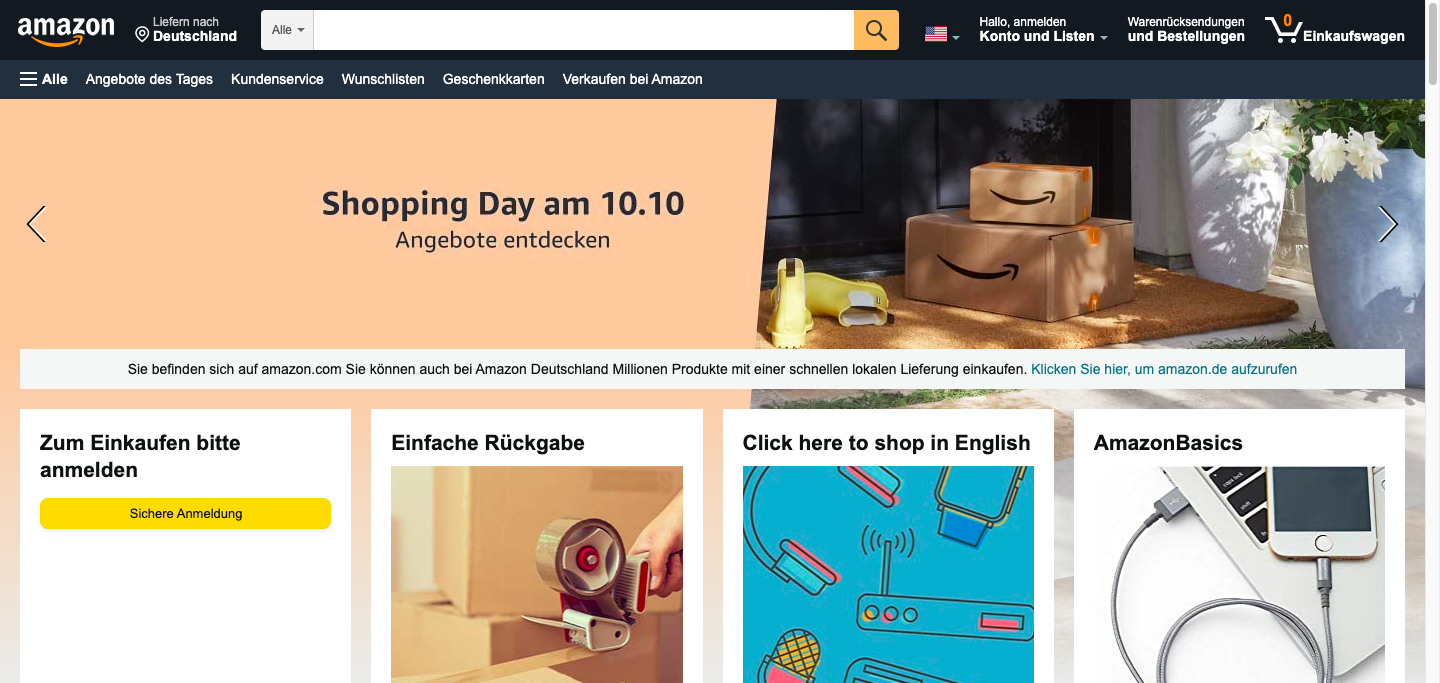 amazon
Liefern nach
Deutschland
Alle
Hallo, anmelden
Konto und Listen
Warenrücksendungen
und Bestellungen
0
Einkaufswagen
Alle
Angebote des Tages
Kundenservice
Wunschlisten
Geschenkkarten
Verkaufen bei Amazon
Shopping Day am 10.10
Angebote entdecken
Sie befinden sich auf amazon.com Sie können auch bei Amazon Deutschland Millionen Produkte mit einer schnellen lokalen Lieferung einkaufen. Klicken Sie hier, um amazon.de aufzurufen
Zum Einkaufen bitte
anmelden
Sichere Anmeldung
Einfache Rückgabe
Click here to shop in English
AmazonBasics
caps lock
shift